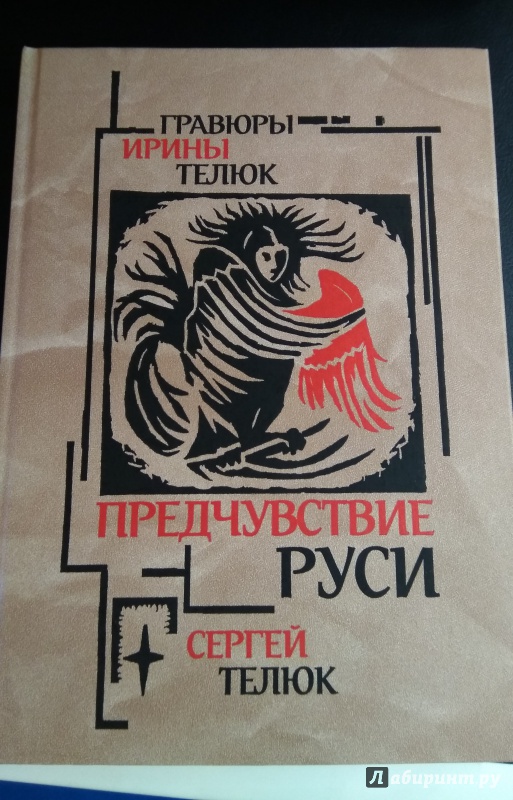 ГРАВЮРЫ
ИРИНЫ
ТЕЛЮК
ПРЕДЧУВСТВИЕ
РУСИ
СЕРГЕЙ
ТЕЛЮК
Лабиринт.ру